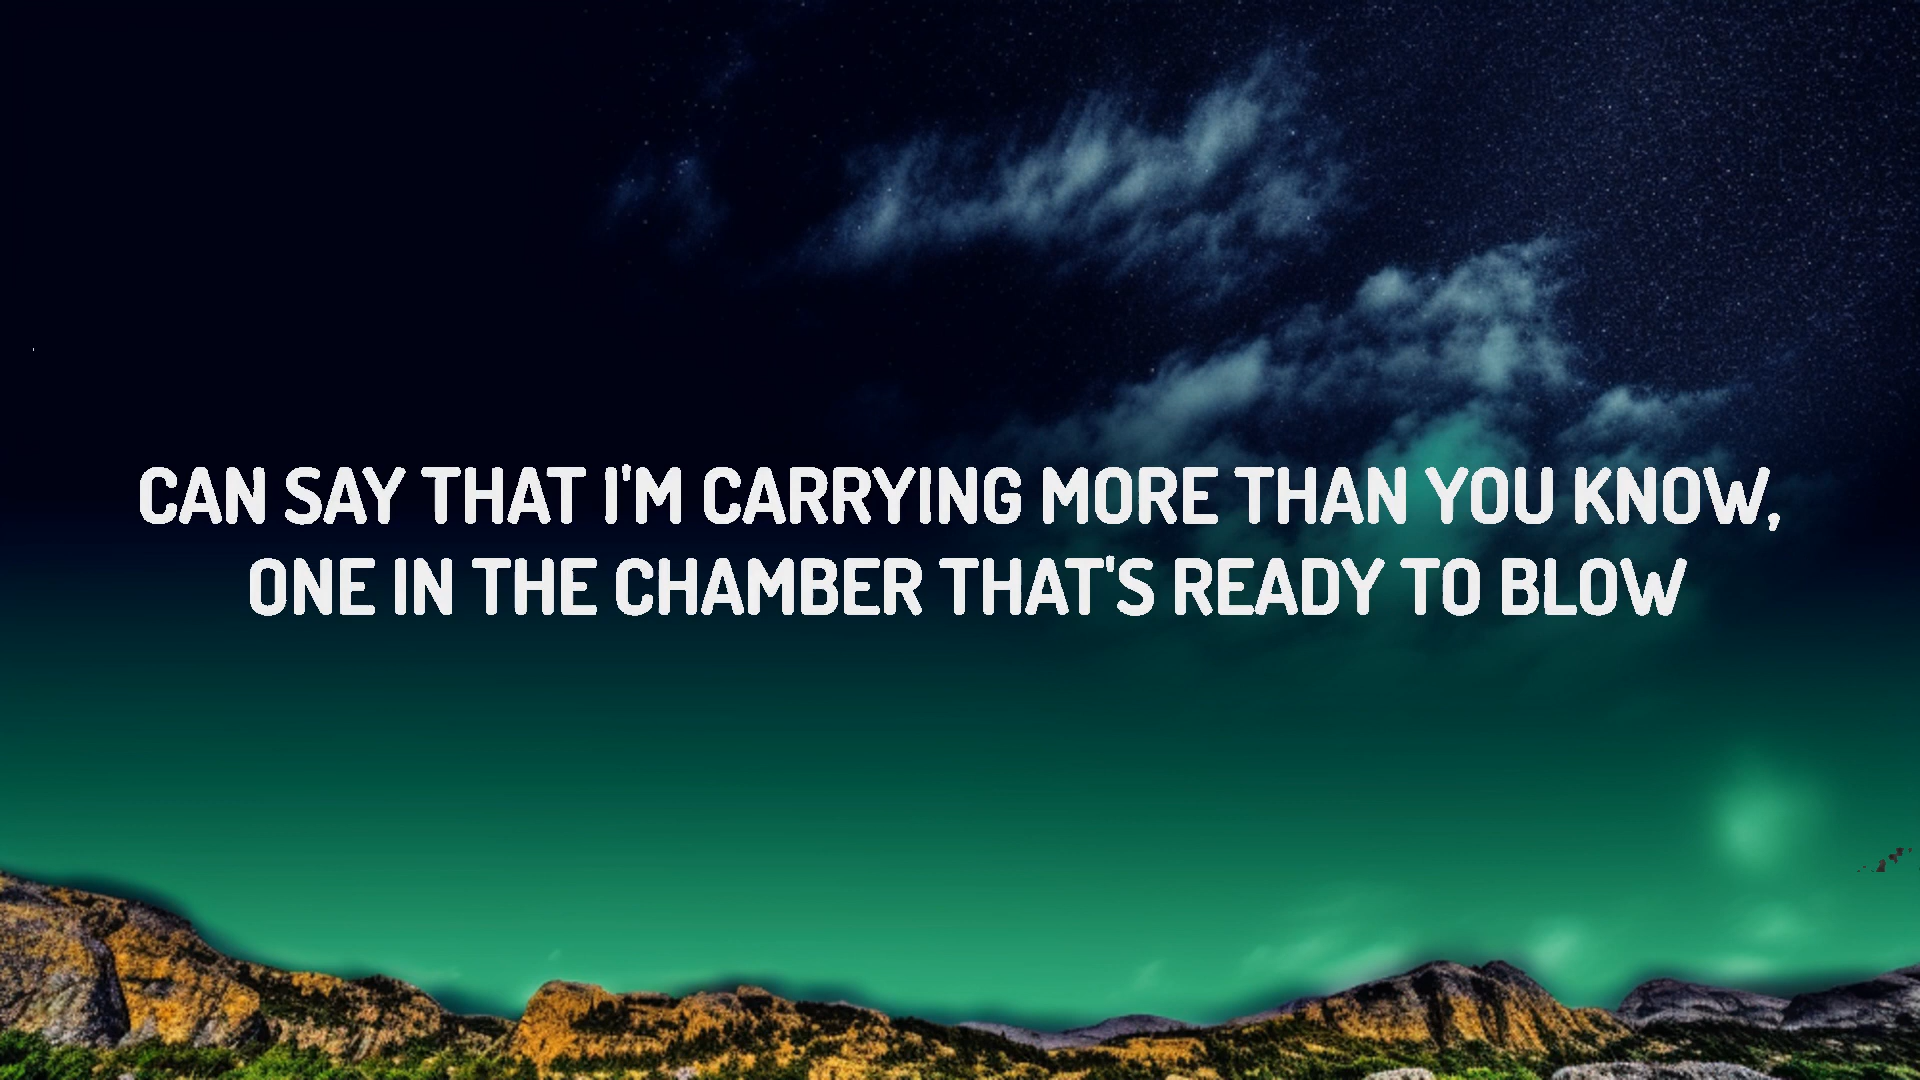 CAN SAY THAT I'M CARRYING MORE THAN YOU KNOW,
ONE IN THE CHAMBER THAT'S READY TO BLOW